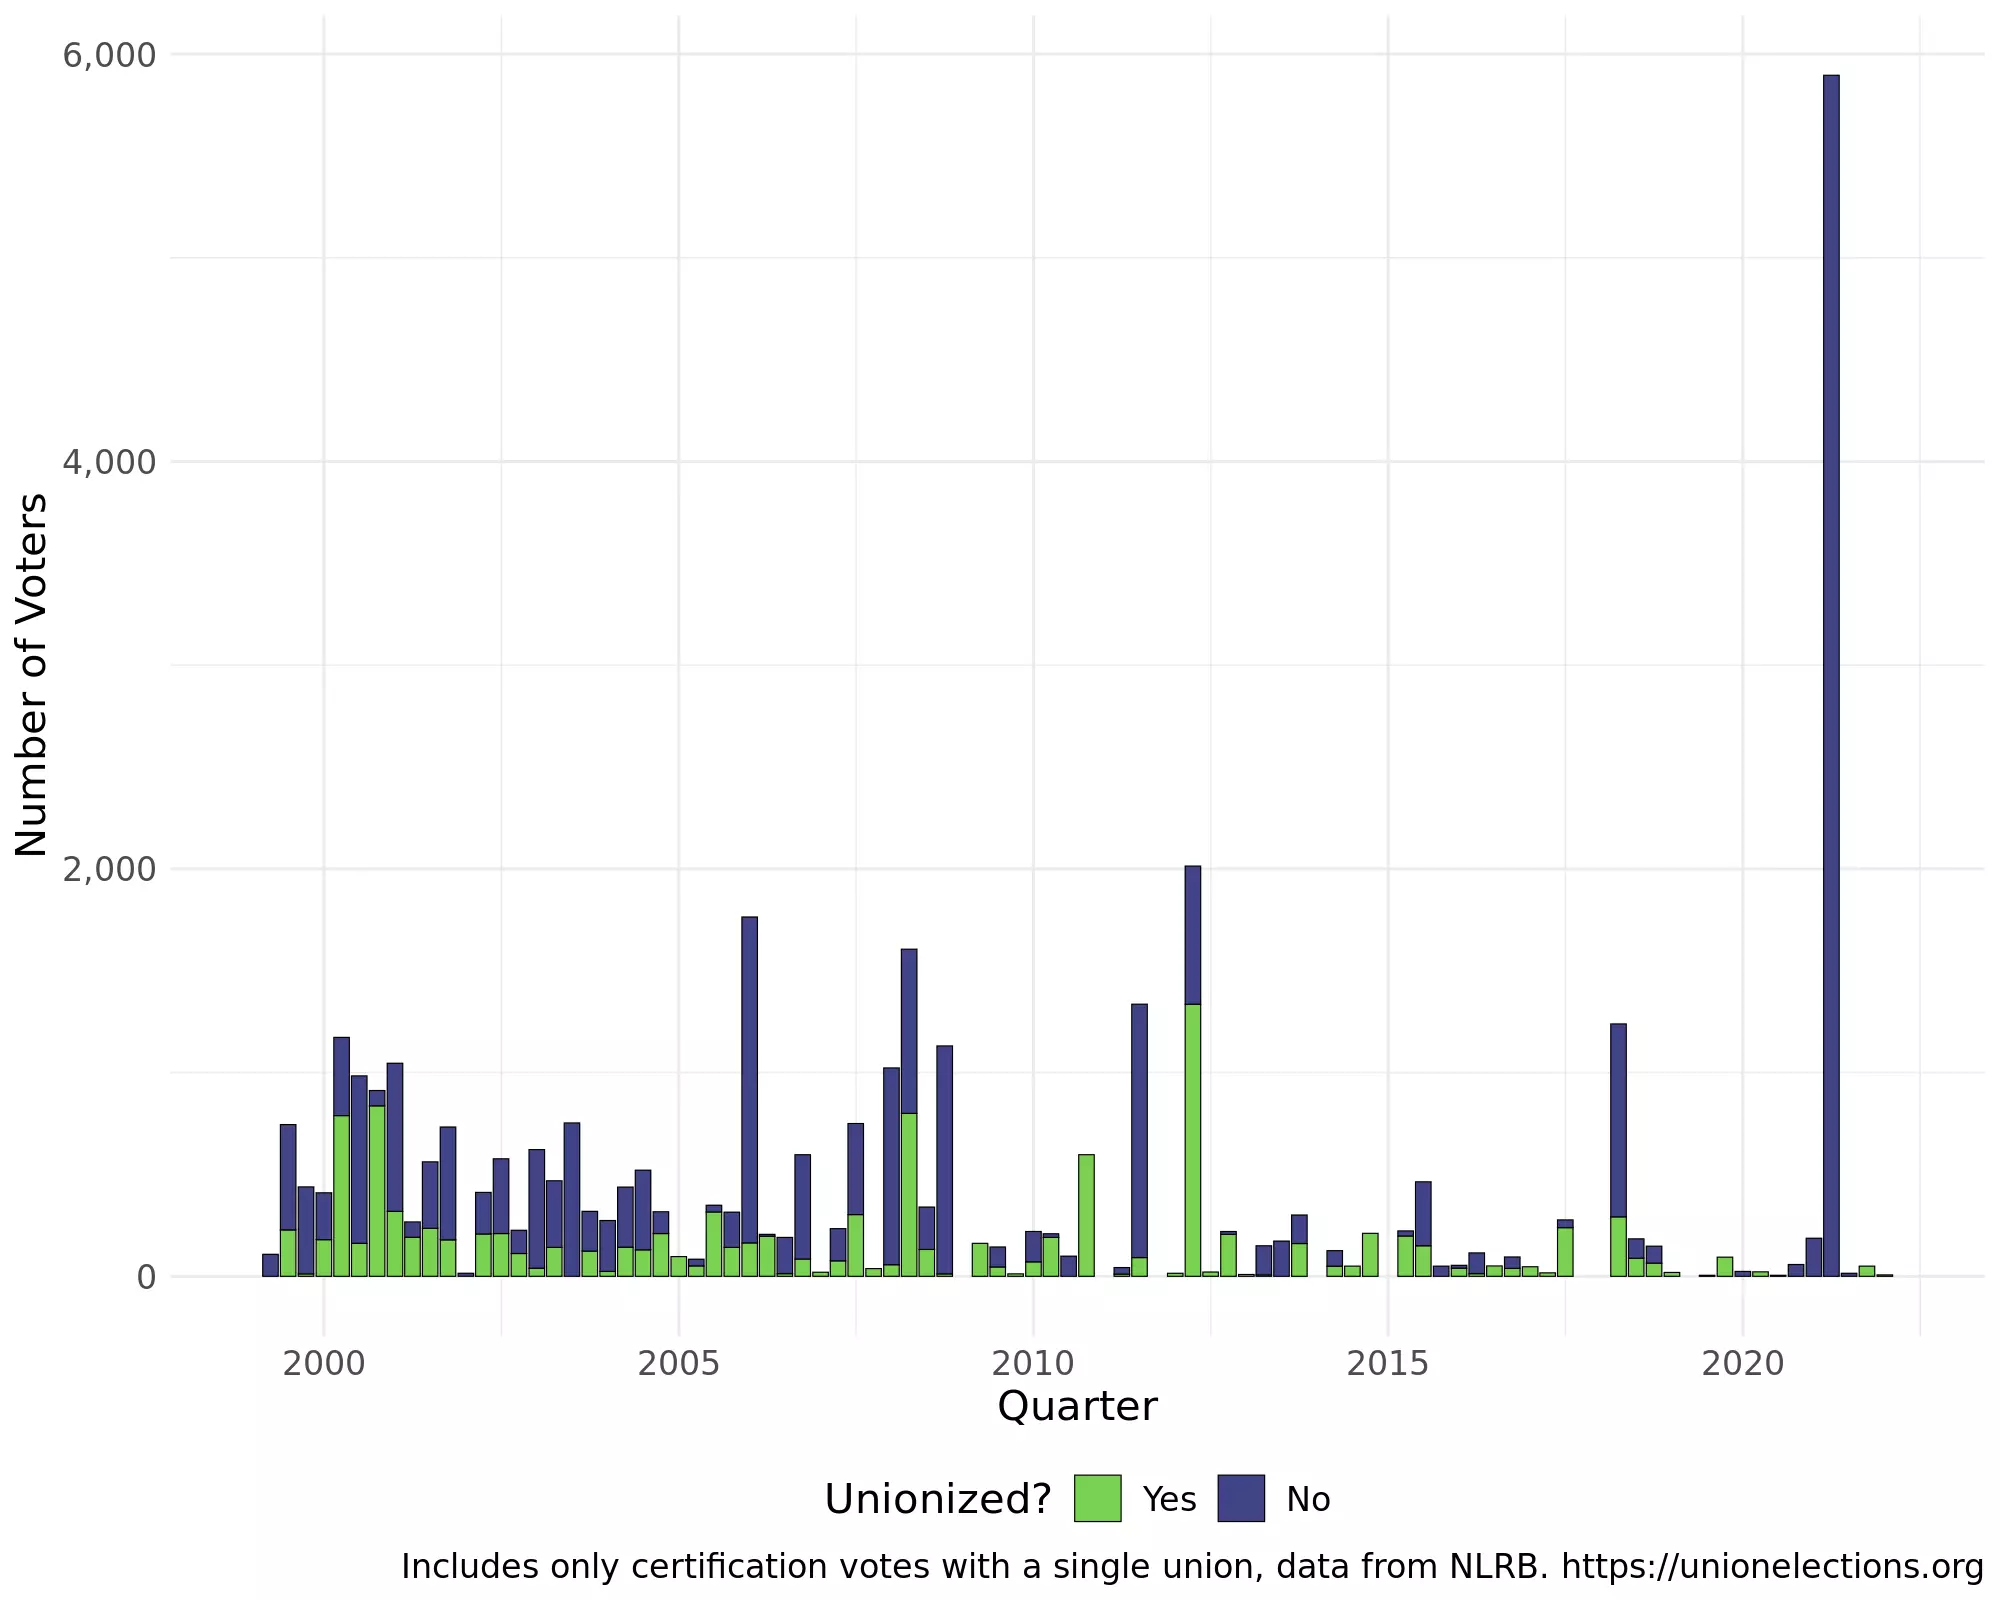 6,000
4,000
2,000
0
Number of Voters
2000 2005 2010 2015 2020
Quarter
Unionized? Yes No
Includes only certification votes with a single union, data from NLRB. https://unionelections.org